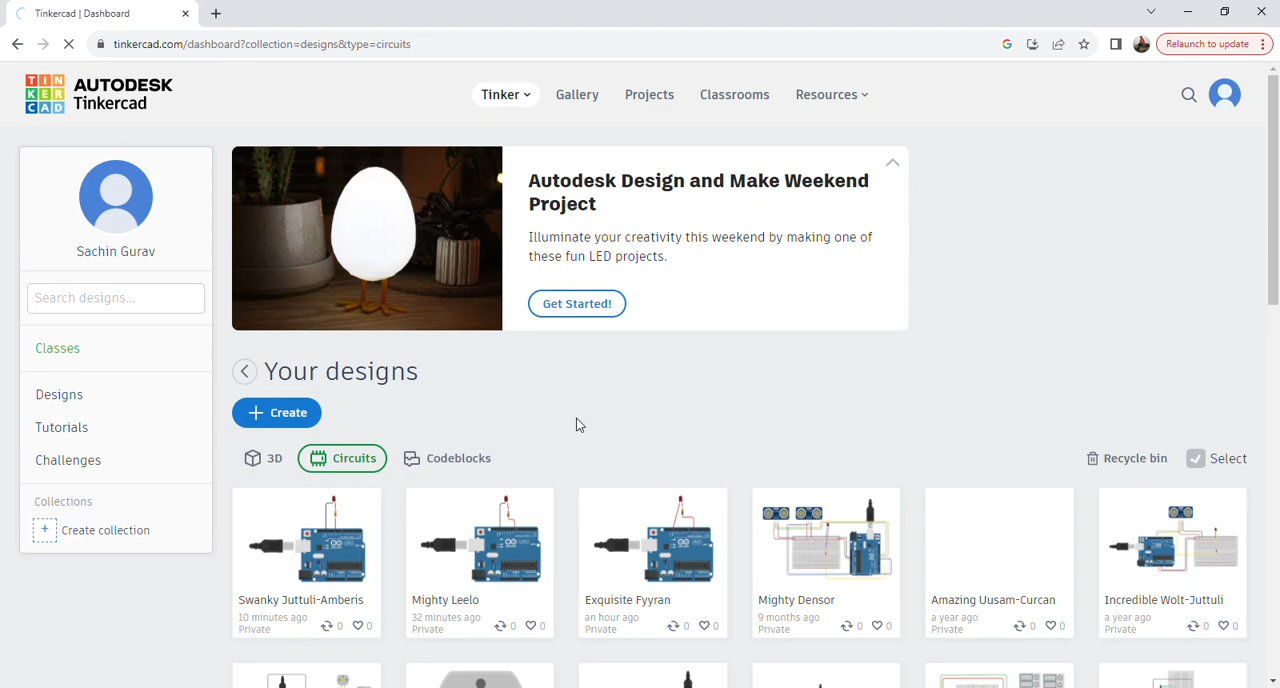 Tinkercad | Dashboard
tinkercad.com/dashboard?collection=designs&type=circuits
Relaunch to update
TIN
KER
CAD
AUTODESK
Tinkercad
Tinker
Gallery
Projects
Classrooms
Resources
Sachin Gurav
Search designs...
Classes
Designs
Tutorials
Challenges
Collections
+ Create collection
Autodesk Design and Make Weekend
Project
Illuminate your creativity this weekend by making one of
these fun LED projects.
Get Started!
Your designs
+ Create
3D
Circuits
Codeblocks
Recycle bin
Select
Swanky Juttuli-Amberis
10 minutes ago
Private
0
0
Mighty Leelo
32 minutes ago
Private
0
0
Exquisite Fyyran
an hour ago
Private
0
0
Mighty Densor
9 months ago
Private
0
0
Amazing Uusam-Curcan
a year ago
Private
0
0
Incredible Wolt-Juttuli
a year ago
Private
0
0